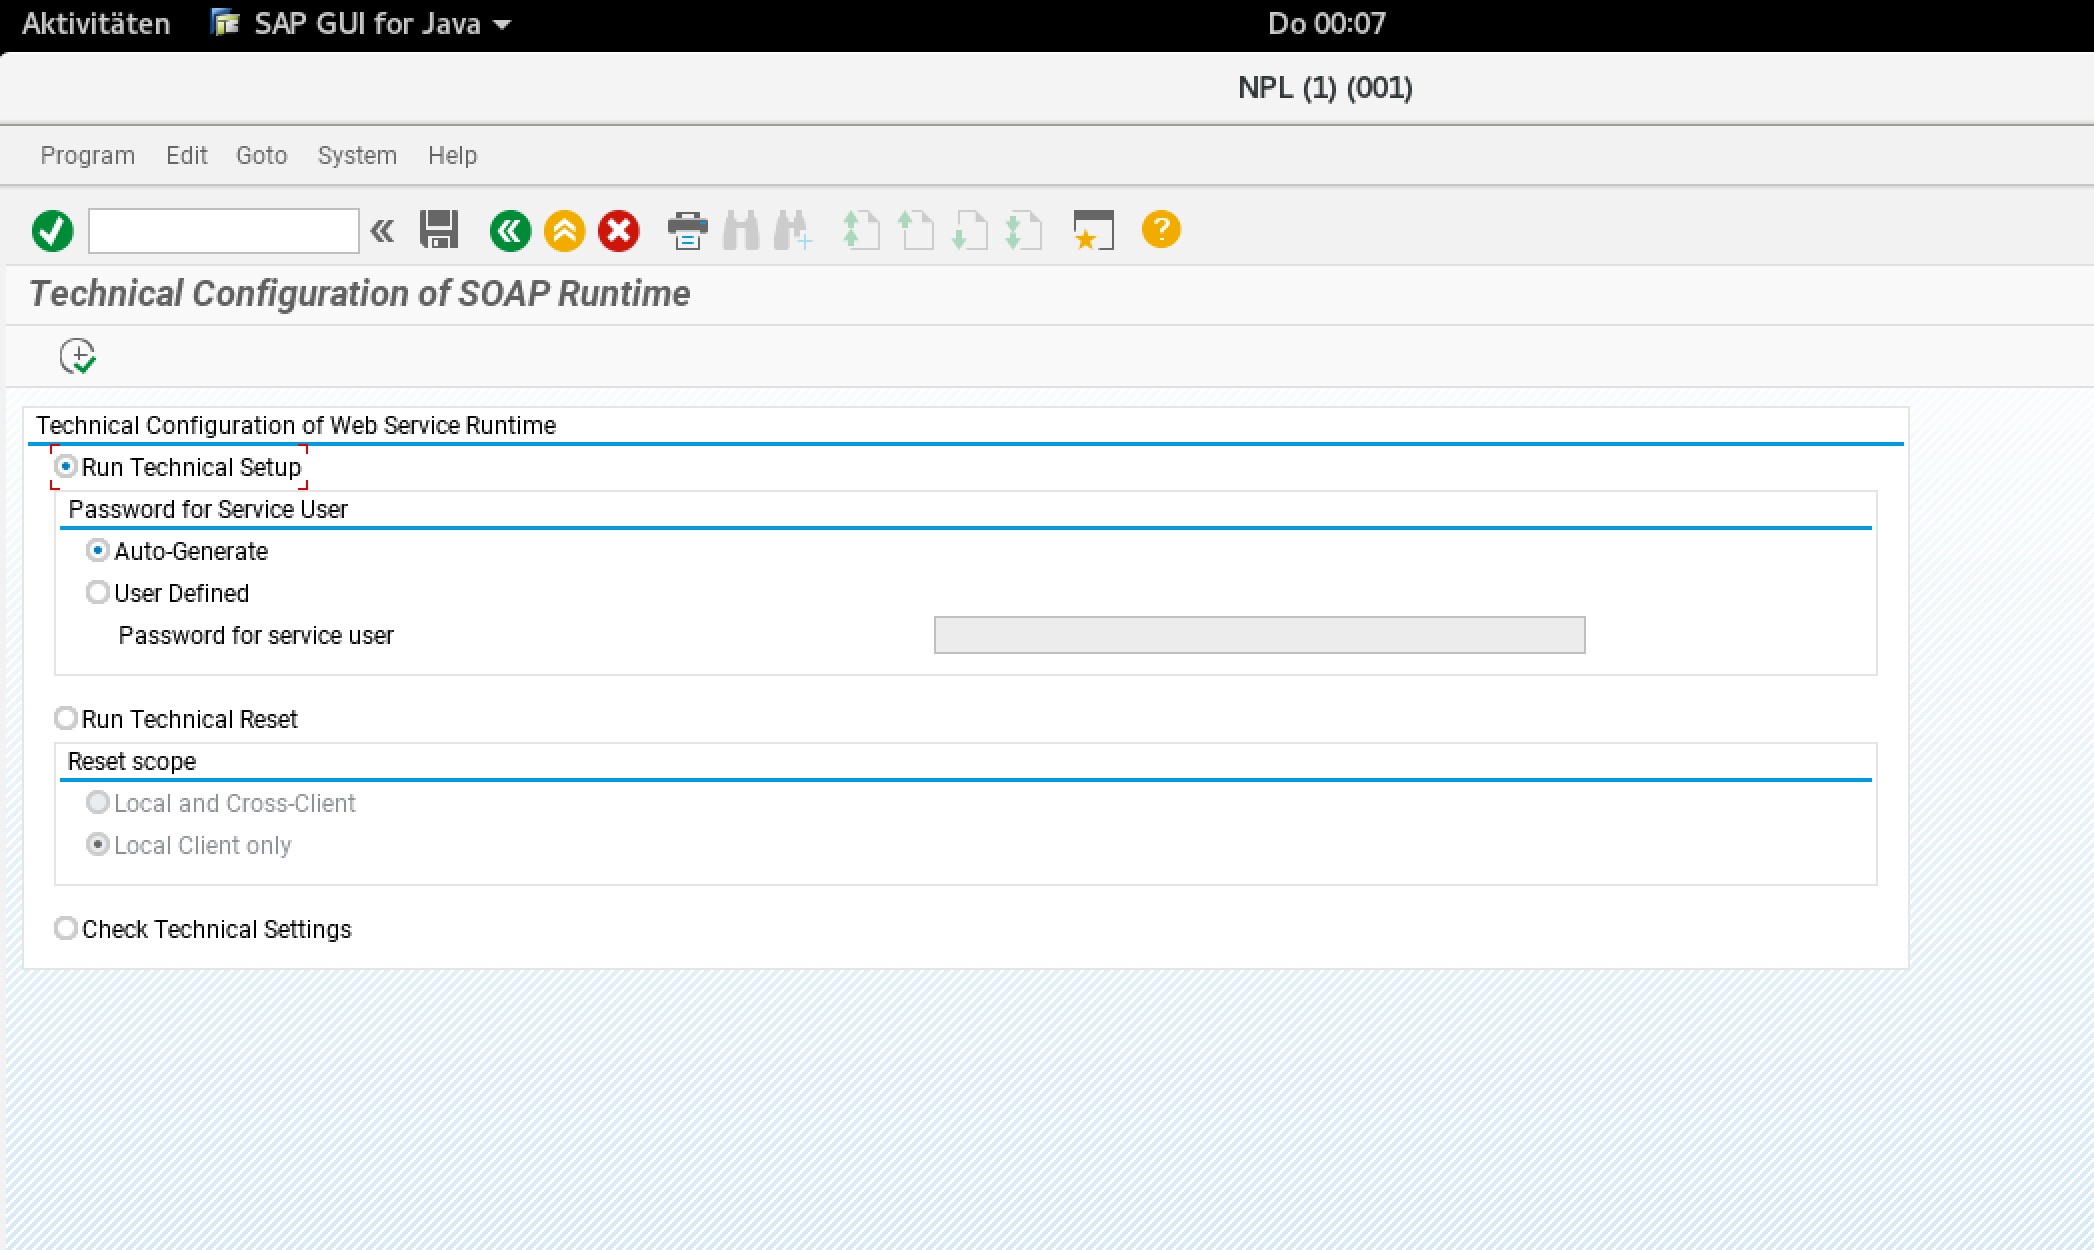 Aktivitäten SAP GUI for Java Do 00:07
NPL (1) (001)
Program Edit Goto System Help
Technical Configuration of SOAP Runtime
Technical Configuration of Web Service Runtime
Run Technical Setup
Password for Service User
Auto-Generate
User Defined
Password for service user
Run Technical Reset
Reset scope
Local and Cross-Client
Local Client only
Check Technical Settings